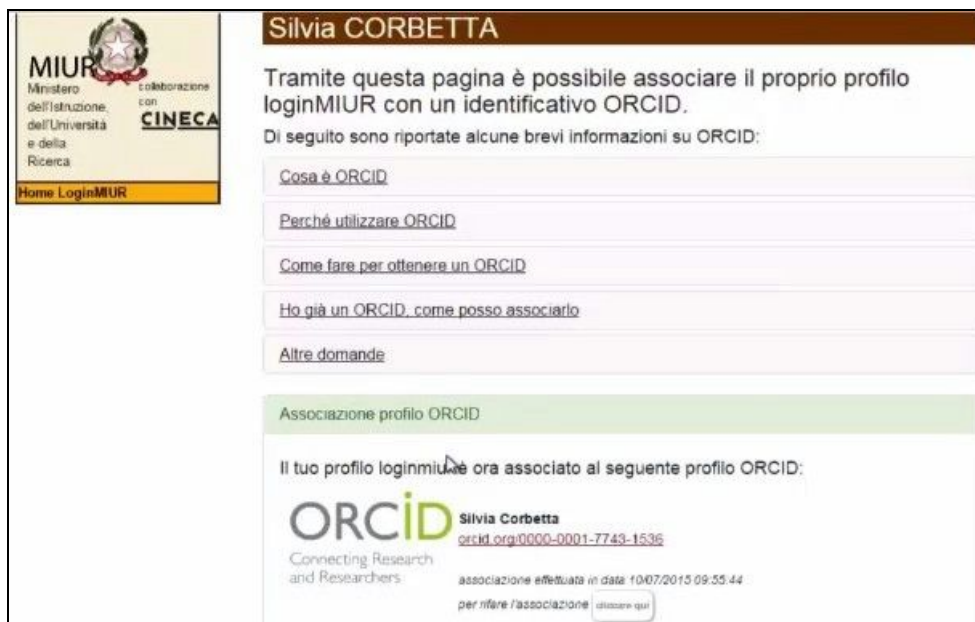 MIUR
Ministero
dell'Istruzione,
dell'Università
e della
Ricerca
collaborazione
con
CINECA
Home LoginMIUR
Silvia CORBETTA
Tramite questa pagina è possibile associare il proprio profilo
loginMIUR con un identificativo ORCID.
Di seguito sono riportate alcune brevi informazioni su ORCID:
Cosa è ORCID
Perché utilizzare ORCID
Come fare per ottenere un ORCID
Ho già un ORCID, come posso associarlo
Altre domande
Associazione profilo ORCID
Il tuo profilo loginmiur è ora associato al seguente profilo ORCID:
ORCID
Connecting Research
and Researchers
Silvia Corbetta
orcid.org/0000-0001-7743-1536
associazione effettuata in data 10/07/2015 09:55:44
per rifare l'associazione cliccare qui